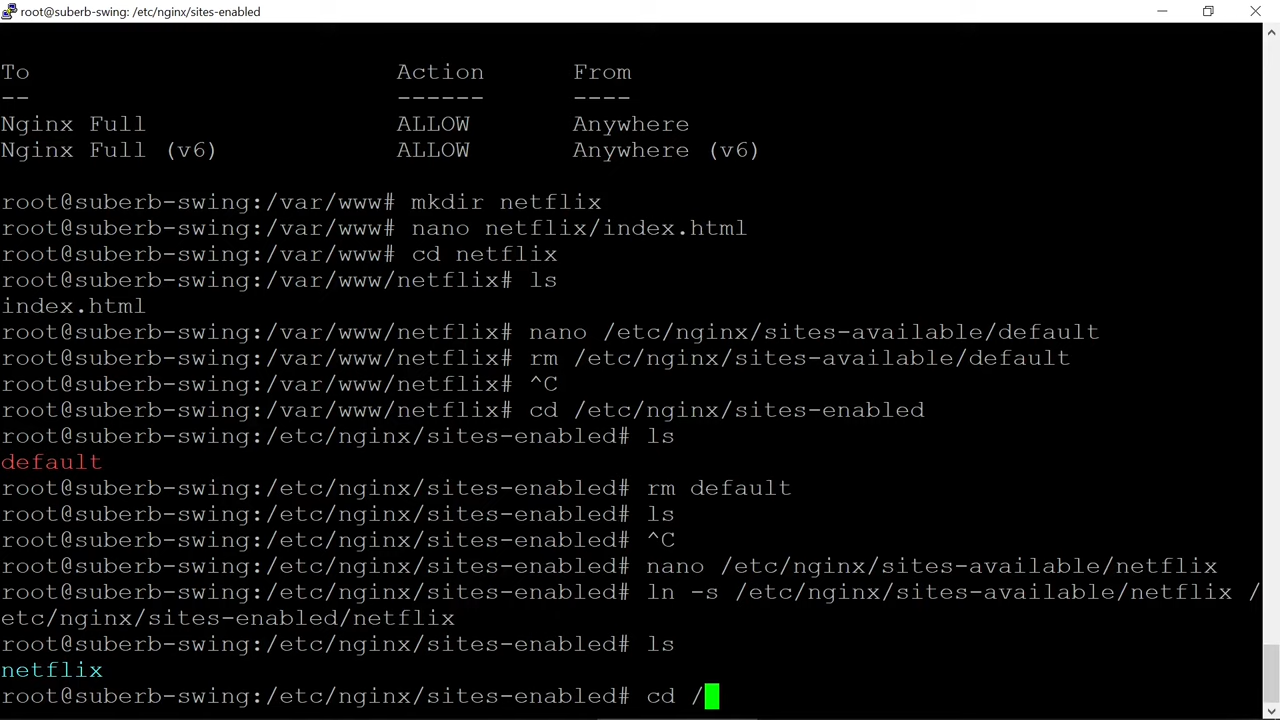 root@suberb-swing: /etc/nginx/sites-enabled
To                         Action      From
--                         ------      ----
Nginx Full                 ALLOW       Anywhere
Nginx Full (v6)            ALLOW       Anywhere (v6)
root@suberb-swing:/var/www# mkdir netflix
root@suberb-swing:/var/www# nano netflix/index.html
root@suberb-swing:/var/www# cd netflix
root@suberb-swing:/var/www/netflix# ls
index.html
root@suberb-swing:/var/www/netflix# nano /etc/nginx/sites-available/default
root@suberb-swing:/var/www/netflix# rm /etc/nginx/sites-available/default
root@suberb-swing:/var/www/netflix# ^C
root@suberb-swing:/var/www/netflix# cd /etc/nginx/sites-enabled
root@suberb-swing:/etc/nginx/sites-enabled# ls
default
root@suberb-swing:/etc/nginx/sites-enabled# rm default
root@suberb-swing:/etc/nginx/sites-enabled# ls
root@suberb-swing:/etc/nginx/sites-enabled# ^C
root@suberb-swing:/etc/nginx/sites-enabled# nano /etc/nginx/sites-available/netflix
root@suberb-swing:/etc/nginx/sites-enabled# ln -s /etc/nginx/sites-available/netflix /
etc/nginx/sites-enabled/netflix
root@suberb-swing:/etc/nginx/sites-enabled# ls
netflix
root@suberb-swing:/etc/nginx/sites-enabled# cd /